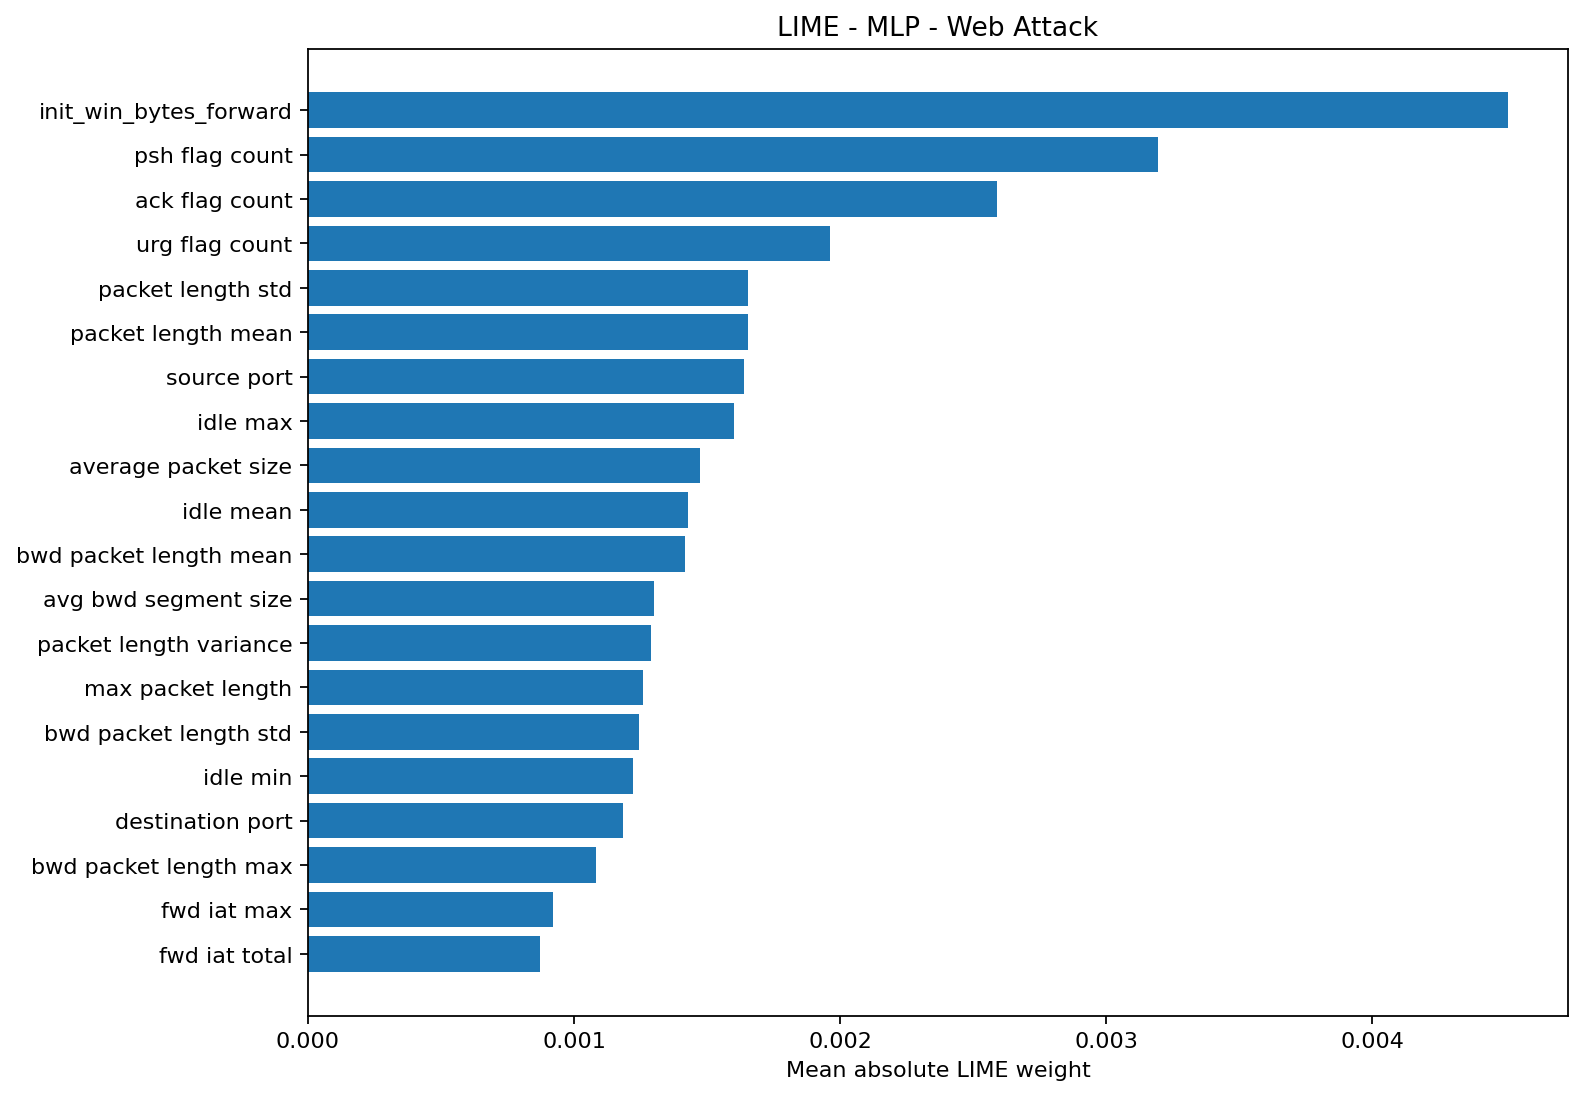 LIME - MLP - Web Attack
init_win_bytes_forward
psh flag count
ack flag count
urg flag count
packet length std
packet length mean
source port
idle max
average packet size
idle mean
bwd packet length mean
avg bwd segment size
packet length variance
max packet length
bwd packet length std
idle min
destination port
bwd packet length max
fwd iat max
fwd iat total
0.000 0.001 0.002 0.003 0.004
Mean absolute LIME weight